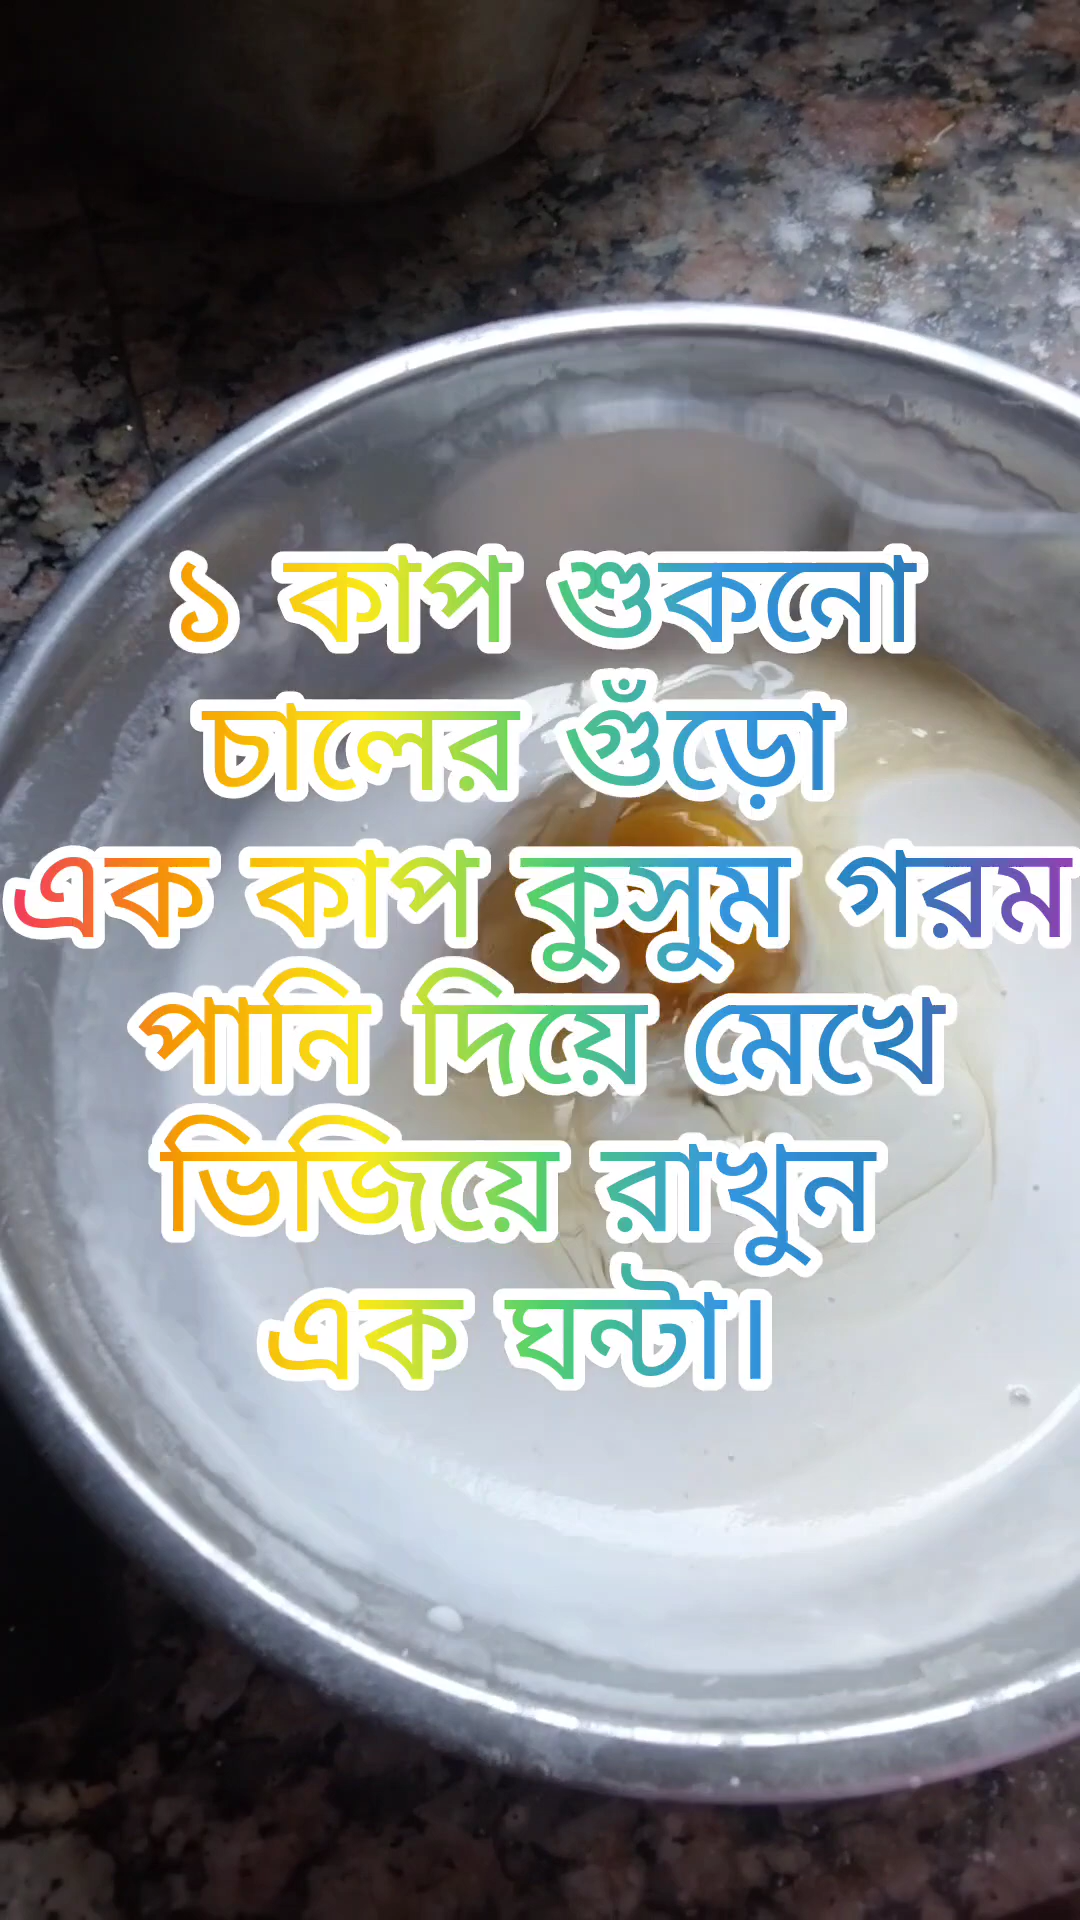 ১ কাপ শুকনো
চালের গুঁড়ো
এক কাপ কুসুম গরম
পানি দিয়ে মেখে
ভিজিয়ে রাখুন
এক ঘন্টা।